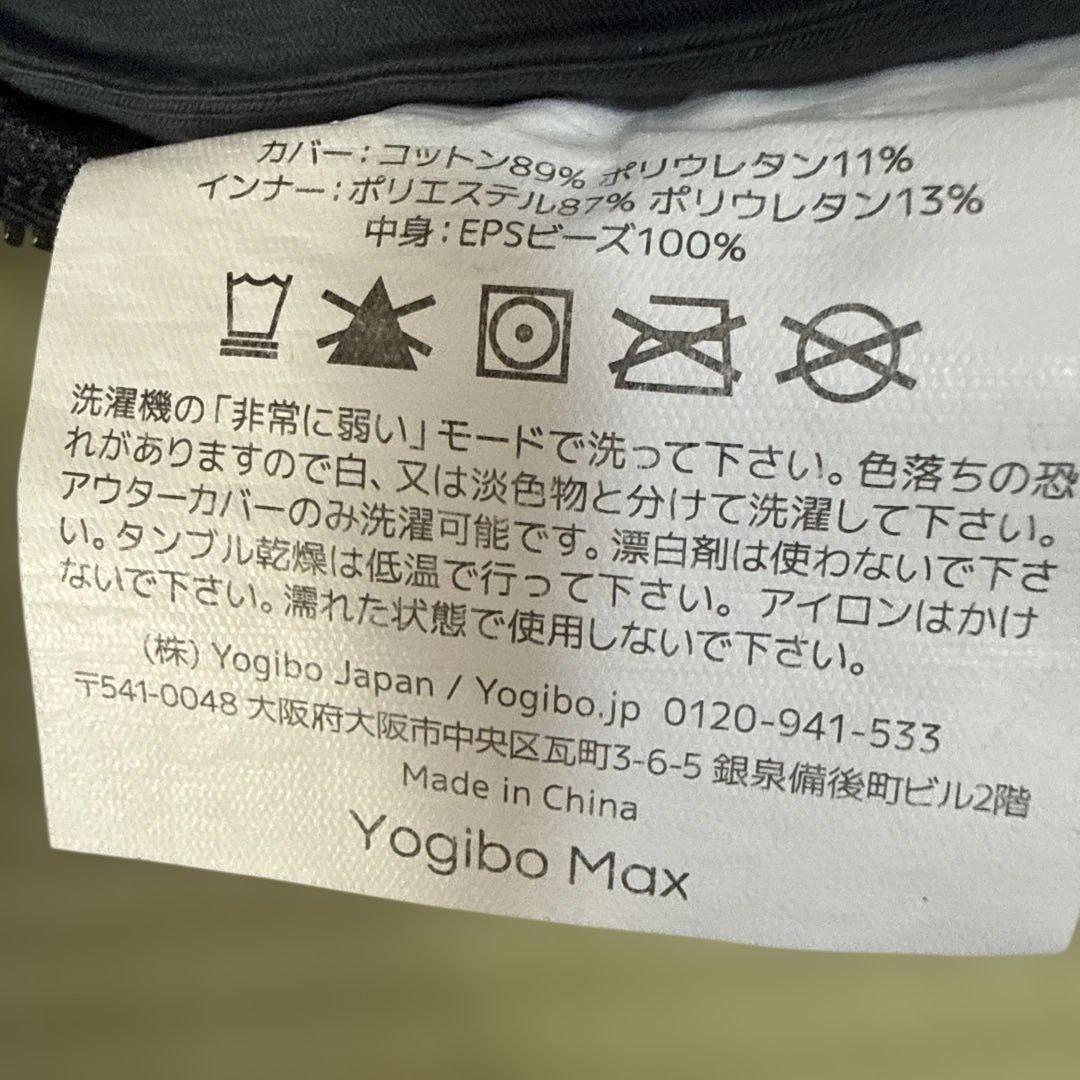 カバー：コットン89% ポリウレタン11%
インナー：ポリエステル87% ポリウレタン13%
中身：EPSビーズ100%
洗濯機の「非常に弱い」モードで洗って下さい。色落ちの恐
れがありますので白、又は淡色物と分けて洗濯して下さい。
アウターカバーのみ洗濯可能です。漂白剤は使わないで下さ
い。タンブル乾燥は低温で行って下さい。アイロンはかけ
ないで下さい。濡れた状態で使用しないで下さい。
(株) Yogibo Japan / Yogibo.jp 0120-941-533
〒541-0048 大阪府大阪市中央区瓦町3-6-5 銀泉備後町ビル2階
Made in China
Yogibo Max